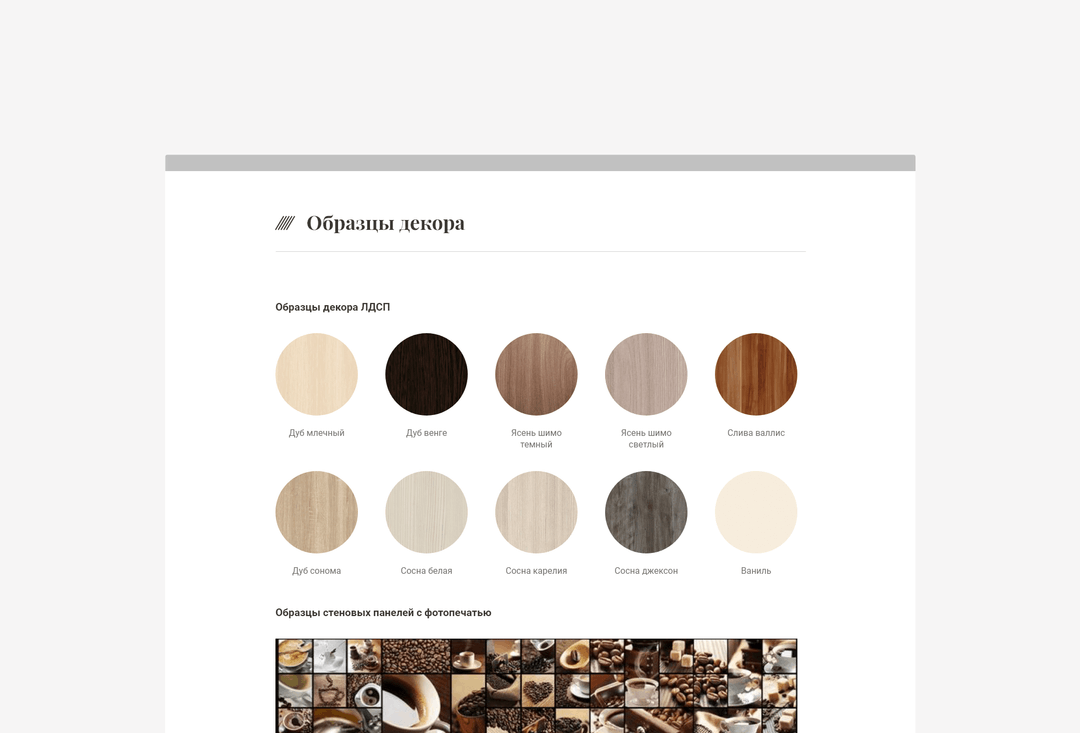 Образцы декора
Образцы декора ЛДСП
Дуб млечный
Дуб венге
Ясень шимо
темный
Ясень шимо
светлый
Слива валлис
Дуб сонома
Сосна белая
Сосна карелия
Сосна джексон
Ваниль
Образцы стеновых панелей с фотопечатью